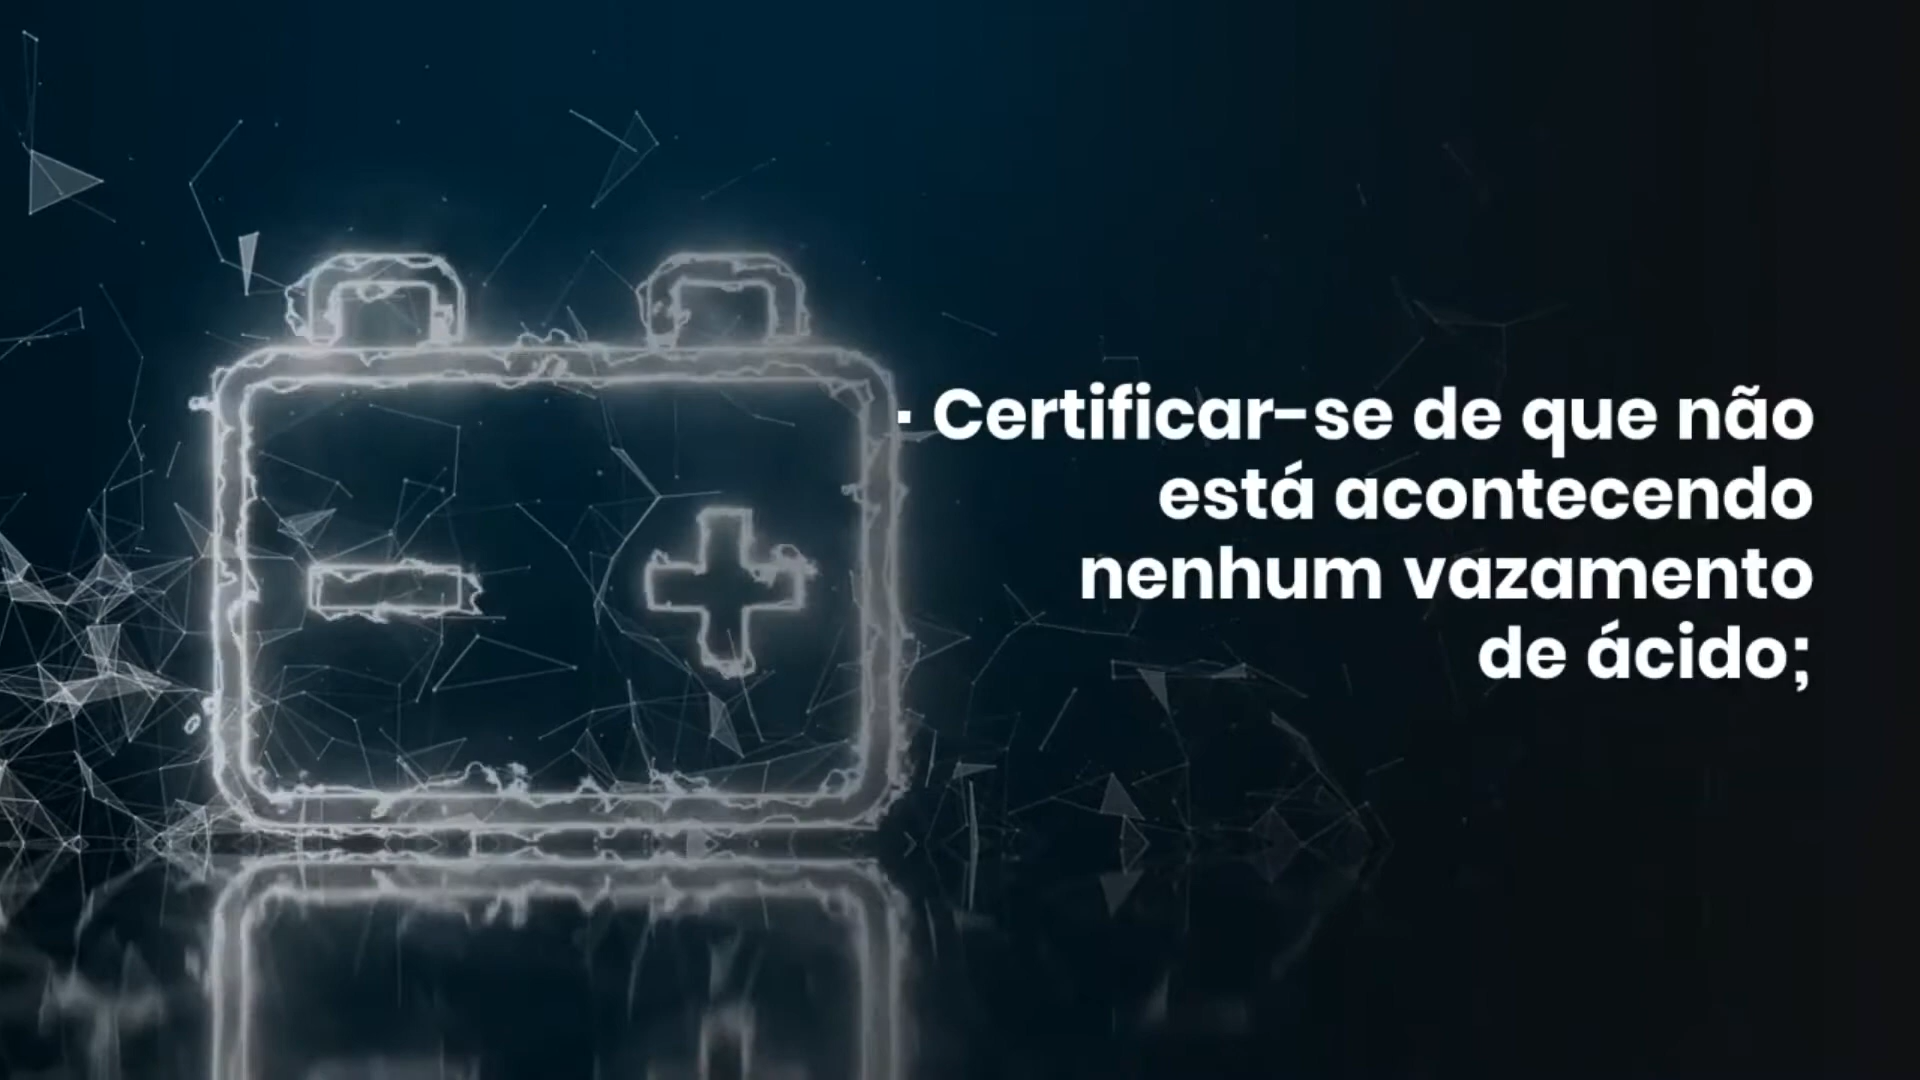 · Certificar-se de que não
está acontecendo
nenhum vazamento
de ácido;